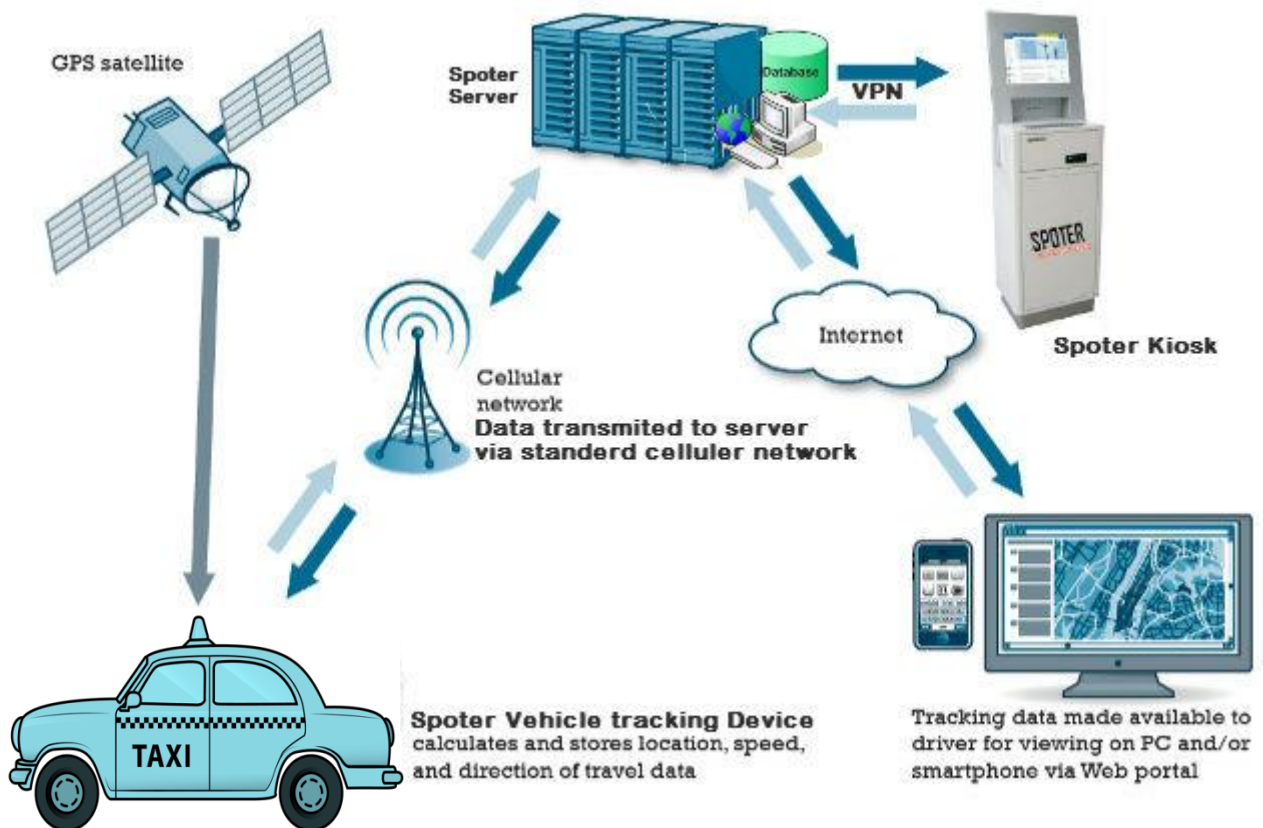 GPS satellite
Spoter
Server
Database
VPN
SPOTER
Spoter Kiosk
Internet
Cellular
network
Data transmited to server
via standerd celluler network
TAXI
Spoter Vehicle tracking Device
calculates and stores location, speed,
and direction of travel data
Tracking data made available to
driver for viewing on PC and/or
smartphone via Web portal